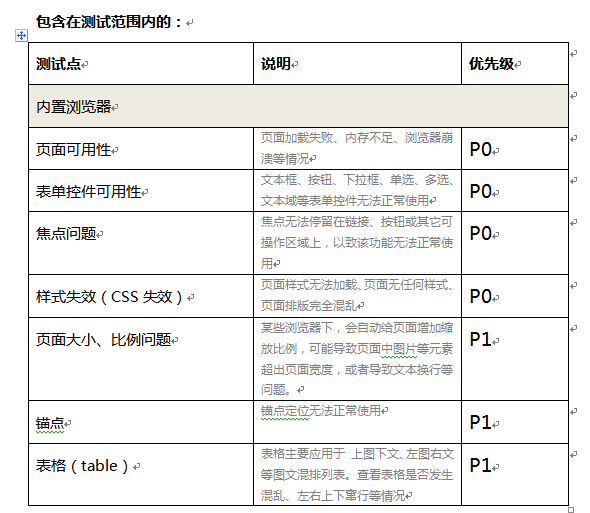 包含在测试范围内的：
测试点 说明 优先级
内置浏览器
页面可用性 页面加载失败、内存不足、浏览器崩 P0
溃等情况
表单控件可用性 文本框、按钮、下拉框、单选、多选、 P0
文本域等表单控件无法正常使用
焦点问题 焦点无法停留在链接、按钮或其它可 P0
操作区域上，以致该功能无法正常使
用
样式失效（CSS 失效） 页面样式无法加载、页面无任何样式、 P0
页面排版完全混乱
页面大小、比例问题 某些浏览器下，会自动给页面增加缩 P1
放比例，可能导致页面中图片等元素
超出页面宽度，或者导致文本换行等
问题。
锚点 锚点定位无法正常使用 P1
表格（table） 表格主要应用于 上图下文、左图右文 P1
等图文混排列表。查看表格是否发生
混乱、左右上下窜行等情况